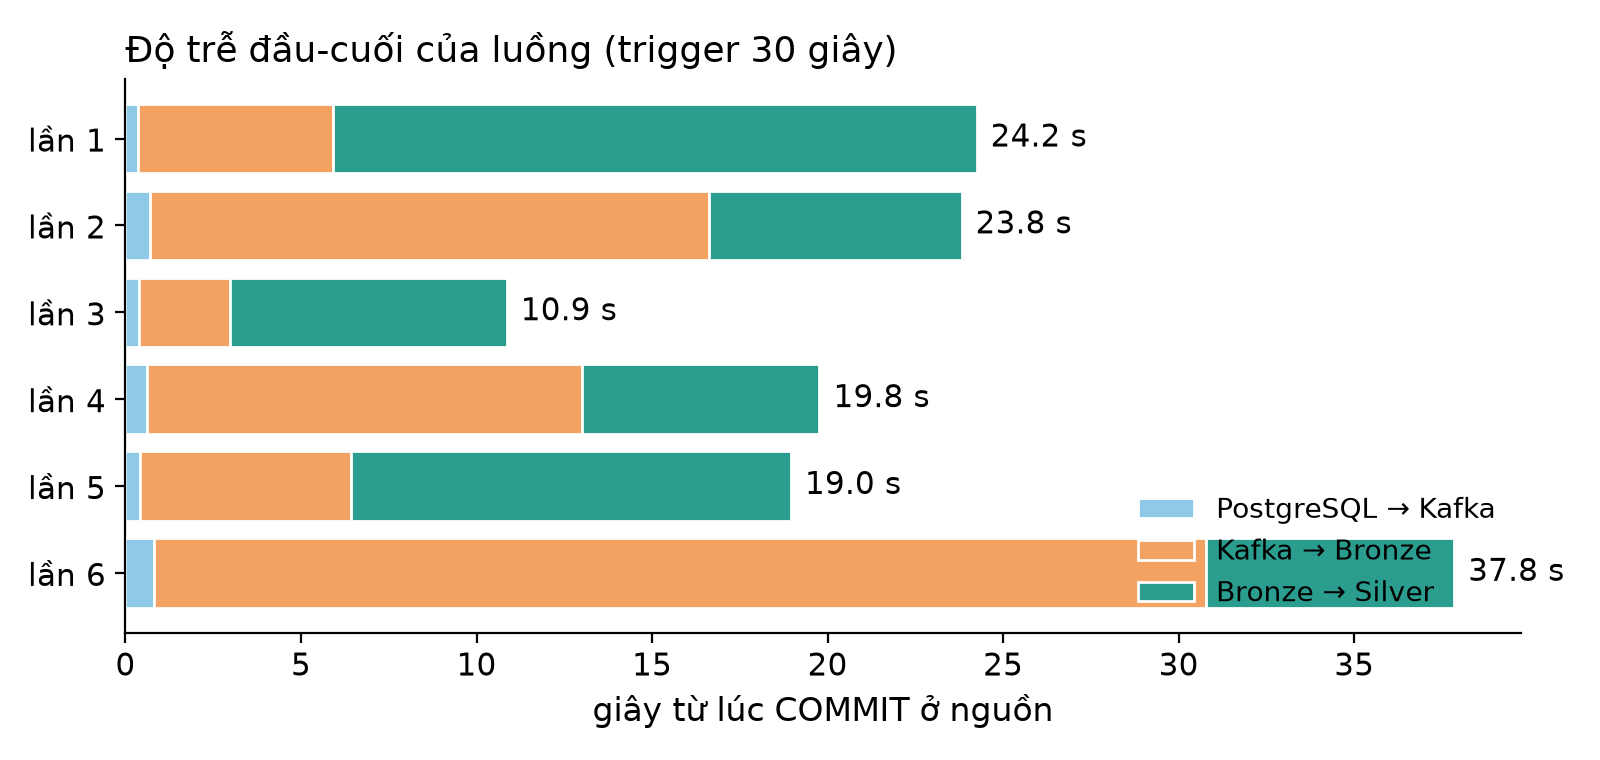 Độ trễ đầu-cuối của luồng (trigger 30 giây)
lần 1
24.2 s
lần 2
23.8 s
lần 3
10.9 s
lần 4
19.8 s
lần 5
19.0 s
PostgreSQL → Kafka
Kafka → Bronze
Bronze → Silver
lần 6
37.8 s
0 5 10 15 20 25 30 35
giây từ lúc COMMIT ở nguồn